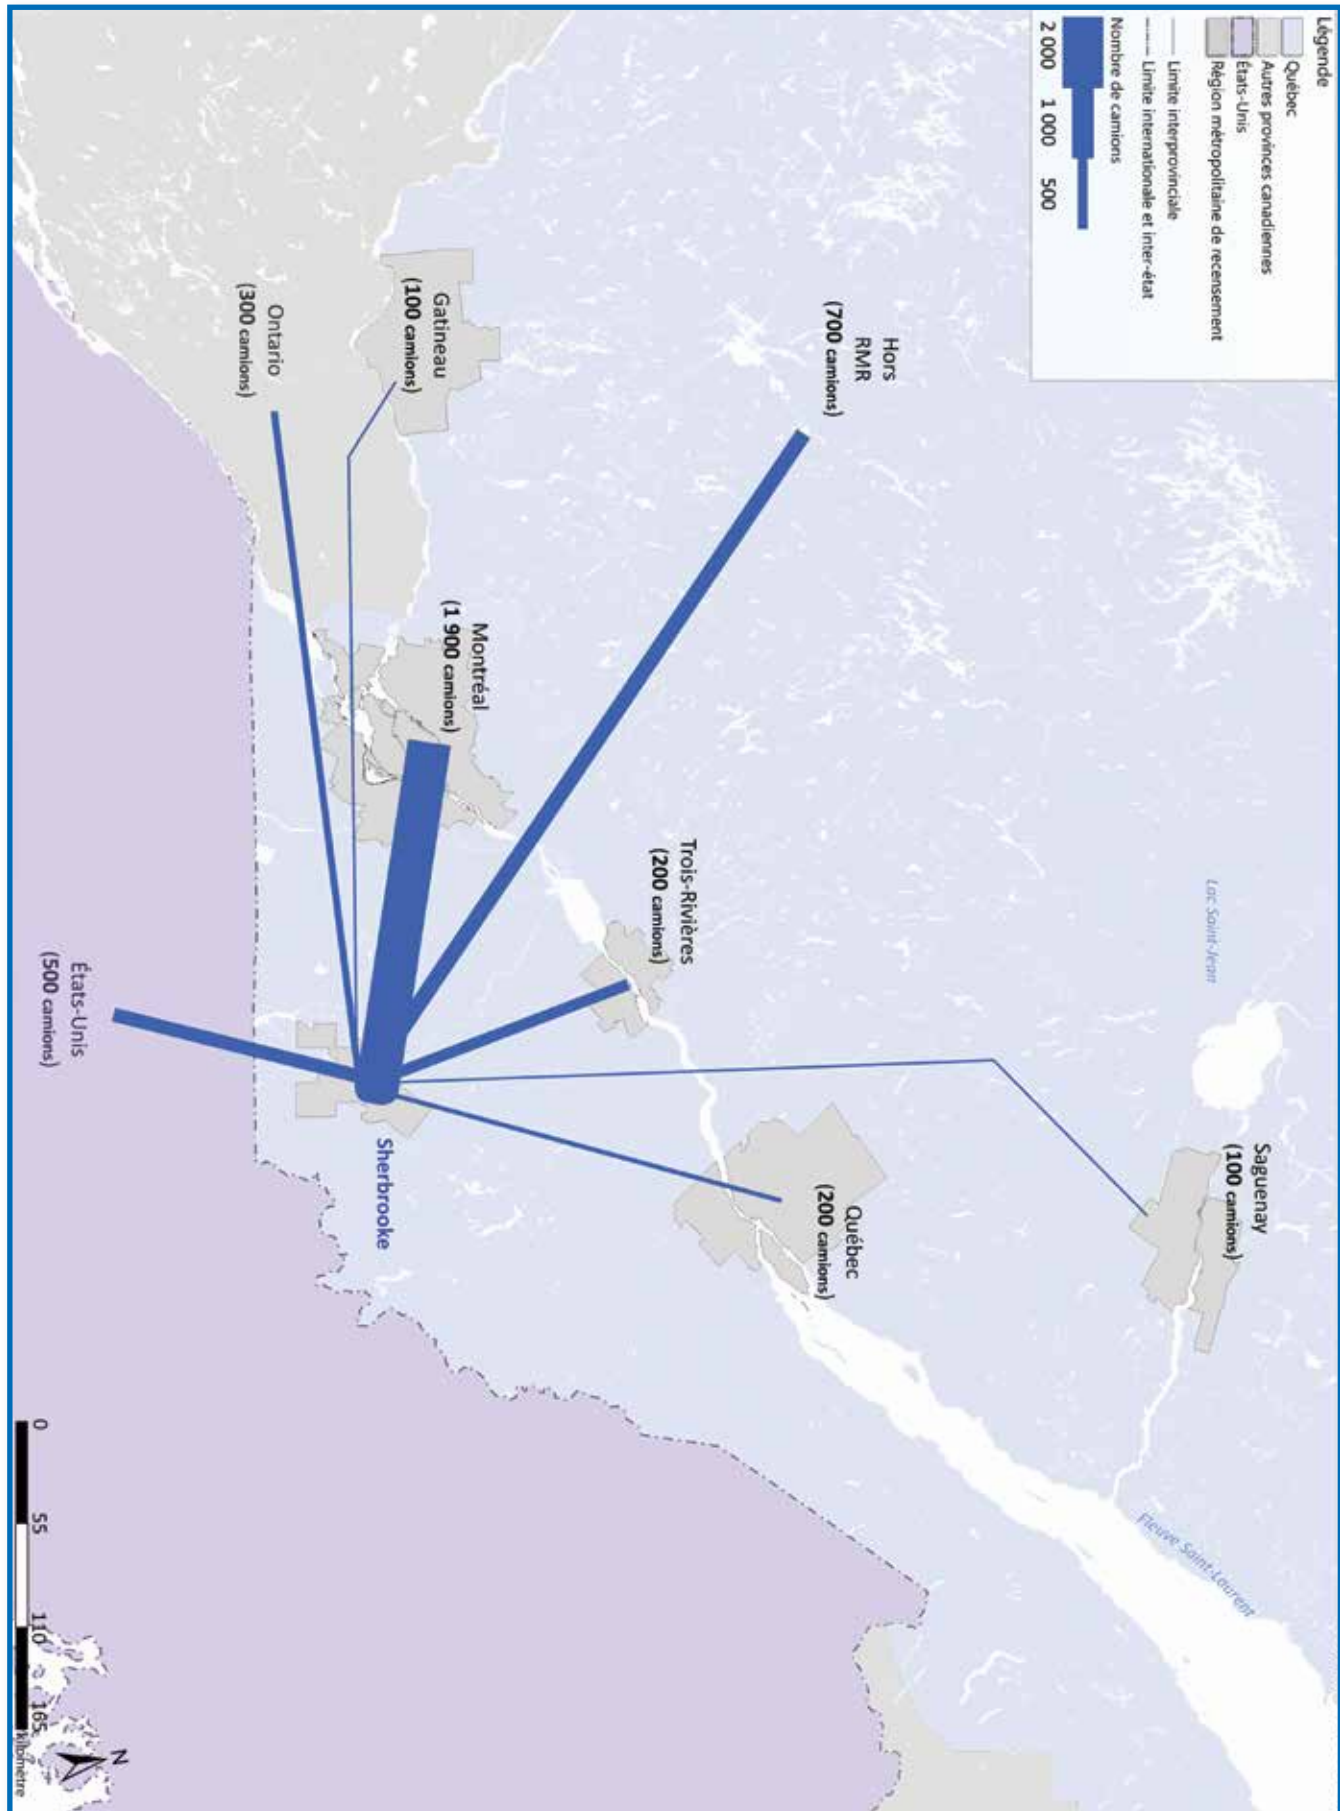 Légende
Québec
Autres provinces canadiennes
États-Unis
Région métropolitaine de recensement
Limite interprovinciale
Limite internationale et inter-état
Nombre de camions
2 000 1 000 500
Lac Saint-Jean
Saguenay
(100 camions)
Fleuve Saint-Laurent
Hors
RMR
(700 camions)
Québec
(200 camions)
Trois-Rivières
(200 camions)
Gatineau
(100 camions)
Montréal
(1 900 camions)
Sherbrooke
Ontario
(300 camions)
États-Unis
(500 camions)
N
0 55 110 165
kilomètre